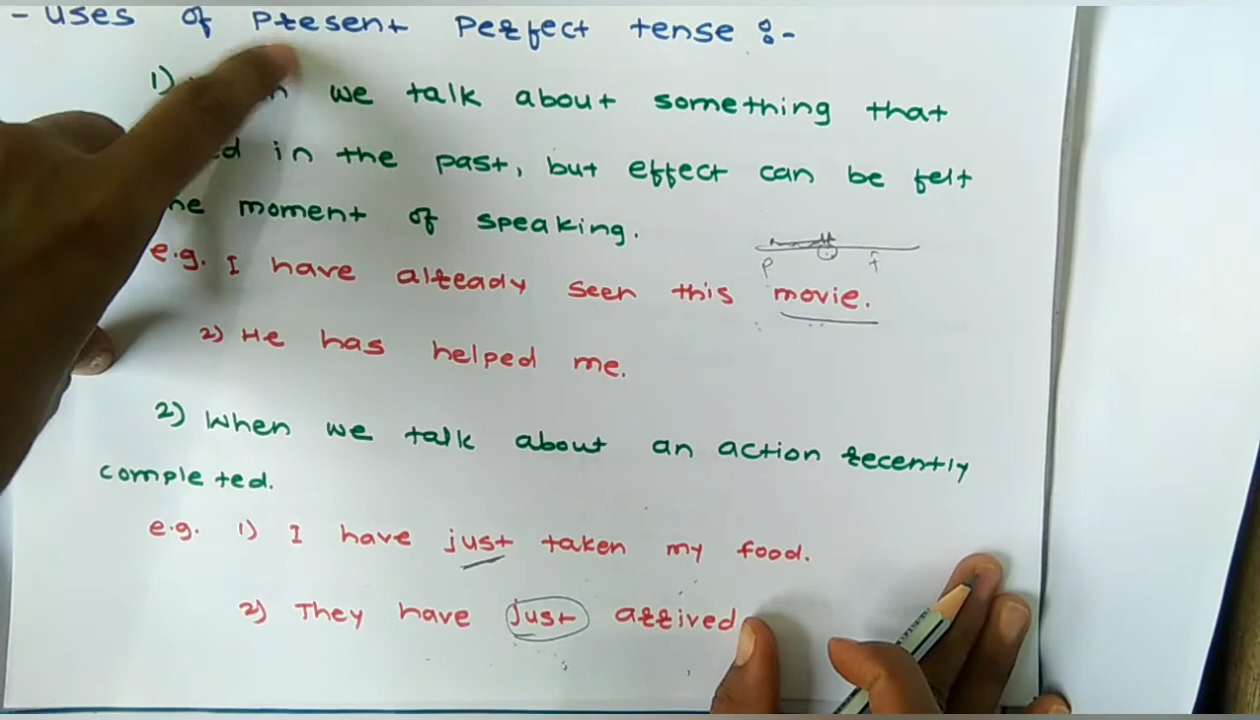 - uses of present perfect tense :-
1) we talk about something that
in the past, but effect can be felt
moment of speaking.
e.g. I have already seen this movie.
P f
2) He has helped me.
2) When we talk about an action recently
completed.
e.g. 1) I have just taken my food.
2) They have just arrived